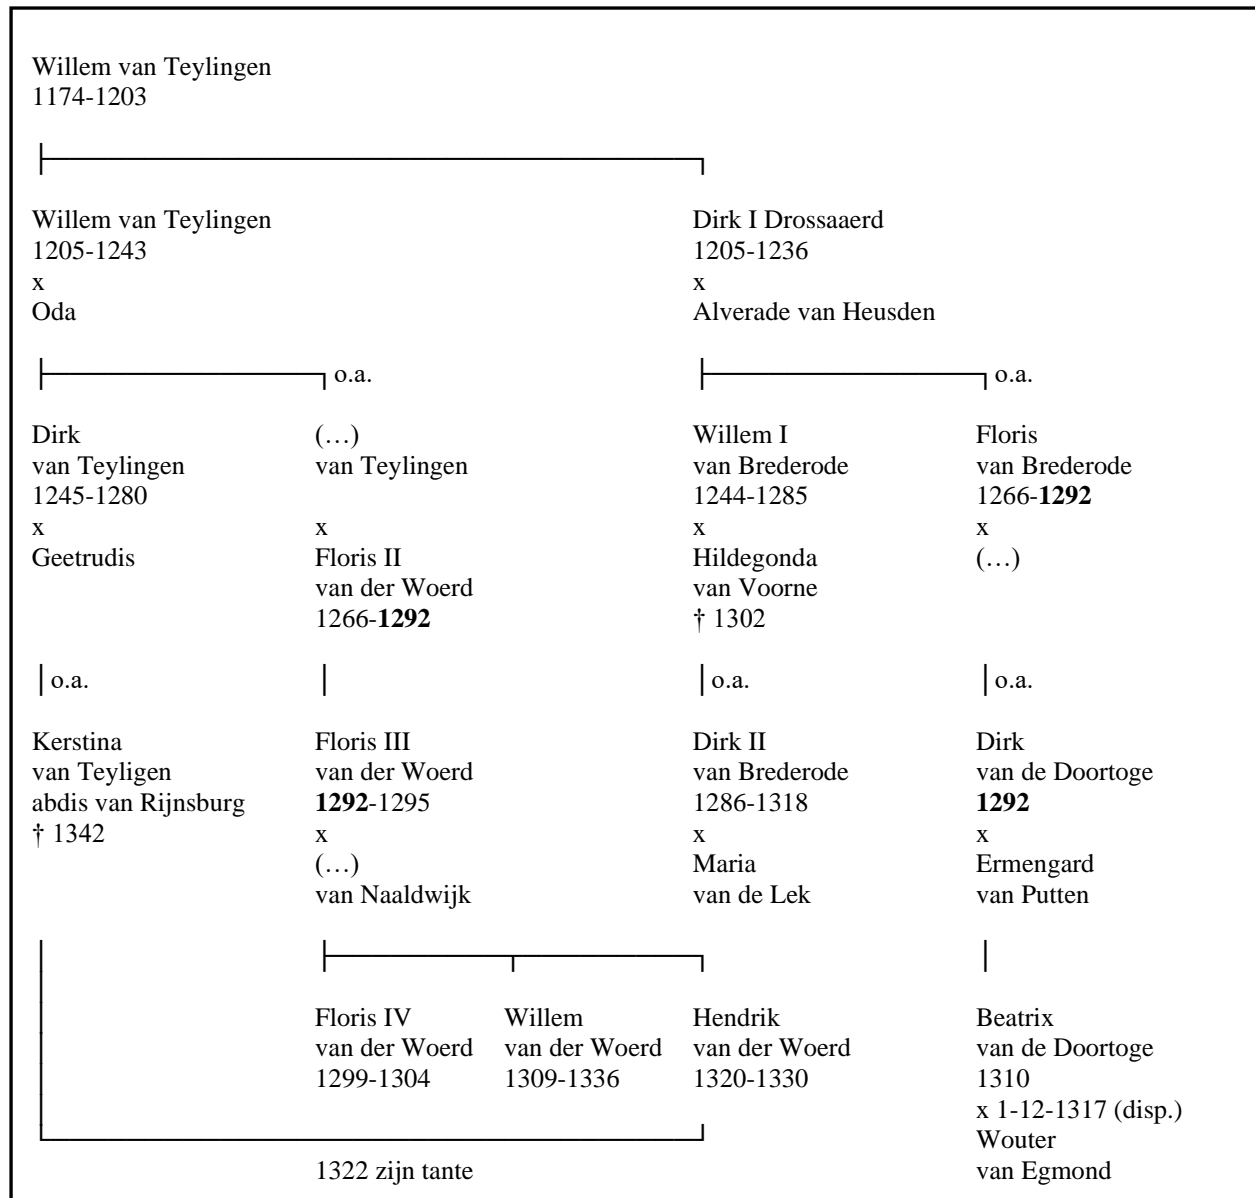 Willem van Teylingen
1174-1203
Willem van Teylingen
1205-1243
x
Oda
Dirk I Drossaaerd
1205-1236
x
Alverade van Heusden
o.a.
o.a.
Dirk
van Teylingen
1245-1280
x
Geetrudis
(…)
van Teylingen
x
Floris II
van der Woerd
1266-1292
Willem I
van Brederode
1244-1285
x
Hildegonda
van Voorne
† 1302
Floris
van Brederode
1266-1292
x
(…)
o.a.
o.a.
o.a.
Kerstina
van Teyligen
abdis van Rijnsburg
† 1342
Floris III
van der Woerd
1292-1295
x
(…)
van Naaldwijk
Dirk II
van Brederode
1286-1318
x
Maria
van de Lek
Dirk
van de Doortoge
1292
x
Ermengard
van Putten
Floris IV
van der Woerd
1299-1304
Willem
van der Woerd
1309-1336
Hendrik
van der Woerd
1320-1330
Beatrix
van de Doortoge
1310
x 1-12-1317 (disp.)
Wouter
van Egmond
1322 zijn tante